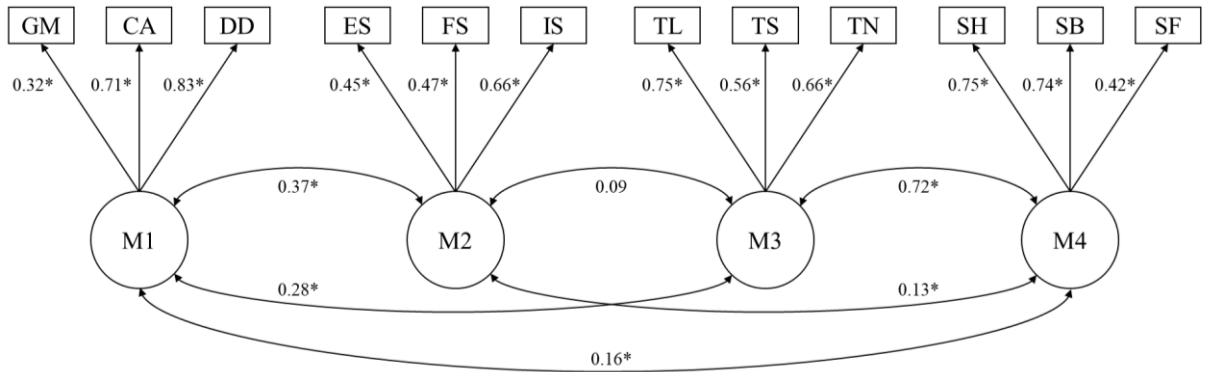 GM CA DD ES FS IS TL TS TN SH SB SF
0.32* 0.71* 0.83* 0.45* 0.47* 0.66* 0.75* 0.56* 0.66* 0.75* 0.74* 0.42*
0.37* 0.09 0.72*
M1 M2 M3 M4
0.28* 0.13*
0.16*